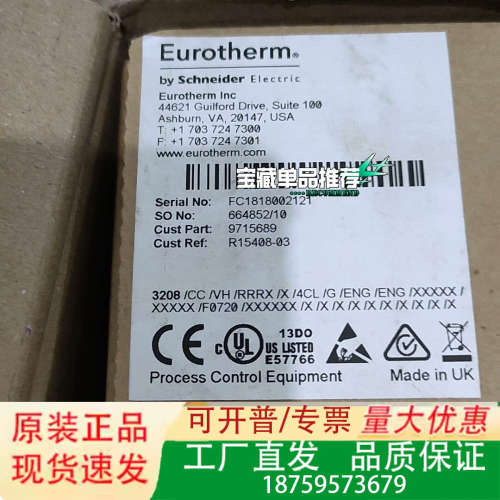 Eurotherm®
by Schneider Electric
Eurotherm Inc
44621 Guilford Drive, Suite 100
Ashburn, VA, 20147, USA
T: +1 703 724 7300
F: +1 703 724 7301
www.eurotherm.com
宝藏单品推荐
Serial No: FC1818002121
SO No: 664852/10
Cust Part: 9715689
Cust Ref: R15408-03
3208 /CC /VH /RRRX /X /4CL /G /ENG /ENG /XXXXX /
XXXXX /F0720 /XXXXXX /X /X /X /X /X /X /X /X /X /X
CE
C UL US LISTED
13DO
E57766
Process Control Equipment
Made in UK
原装正品
现货速发
可开普/专票
量大优惠
工厂直发 品质保证
18759573679